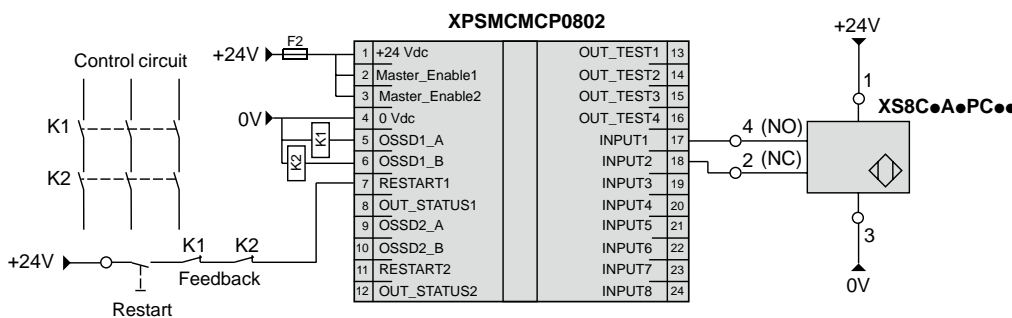 XPSMCMCP0802
+24V
F2
Control circuit
K1
K2
0V
K1
K2
1 +24 Vdc
2 Master_Enable1
3 Master_Enable2
4 0 Vdc
5 OSSD1_A
6 OSSD1_B
7 RESTART1
8 OUT_STATUS1
9 OSSD2_A
10 OSSD2_B
11 RESTART2
12 OUT_STATUS2
OUT_TEST1 13
OUT_TEST2 14
OUT_TEST3 15
OUT_TEST4 16
INPUT1 17
INPUT2 18
INPUT3 19
INPUT4 20
INPUT5 21
INPUT6 22
INPUT7 23
INPUT8 24
+24V
1
XS8C●A●PC●●
4 (NO)
2 (NC)
3
0V
+24V
K1 K2
Feedback
Restart